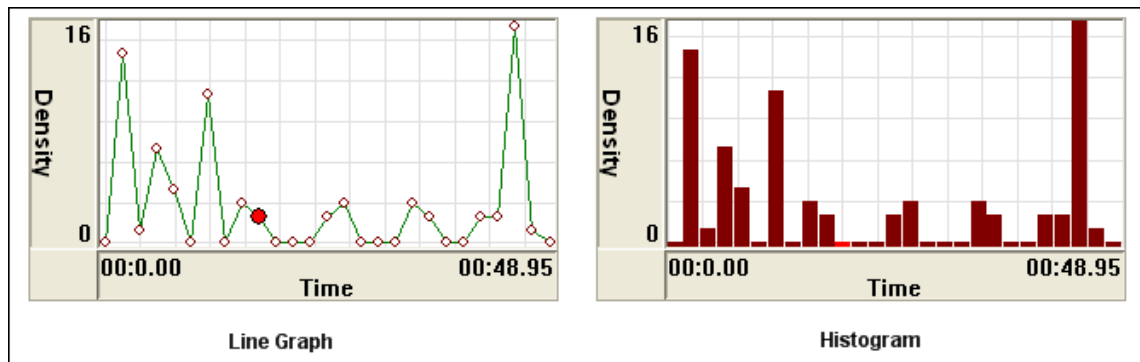 16
Density
0
00:0.00
00:48.95
Time
Line Graph
16
Density
0
00:0.00
00:48.95
Time
Histogram